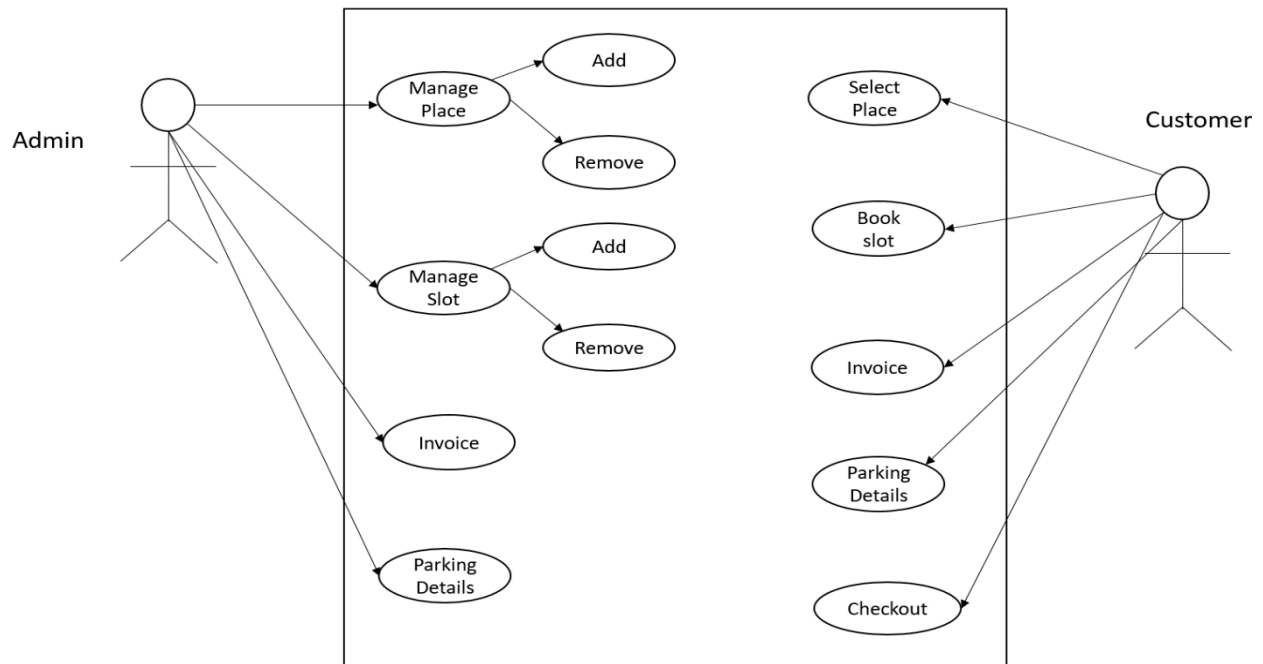 Admin
Manage
Place
Add
Remove
Manage
Slot
Add
Remove
Invoice
Parking
Details
Select
Place
Book
slot
Invoice
Parking
Details
Checkout
Customer